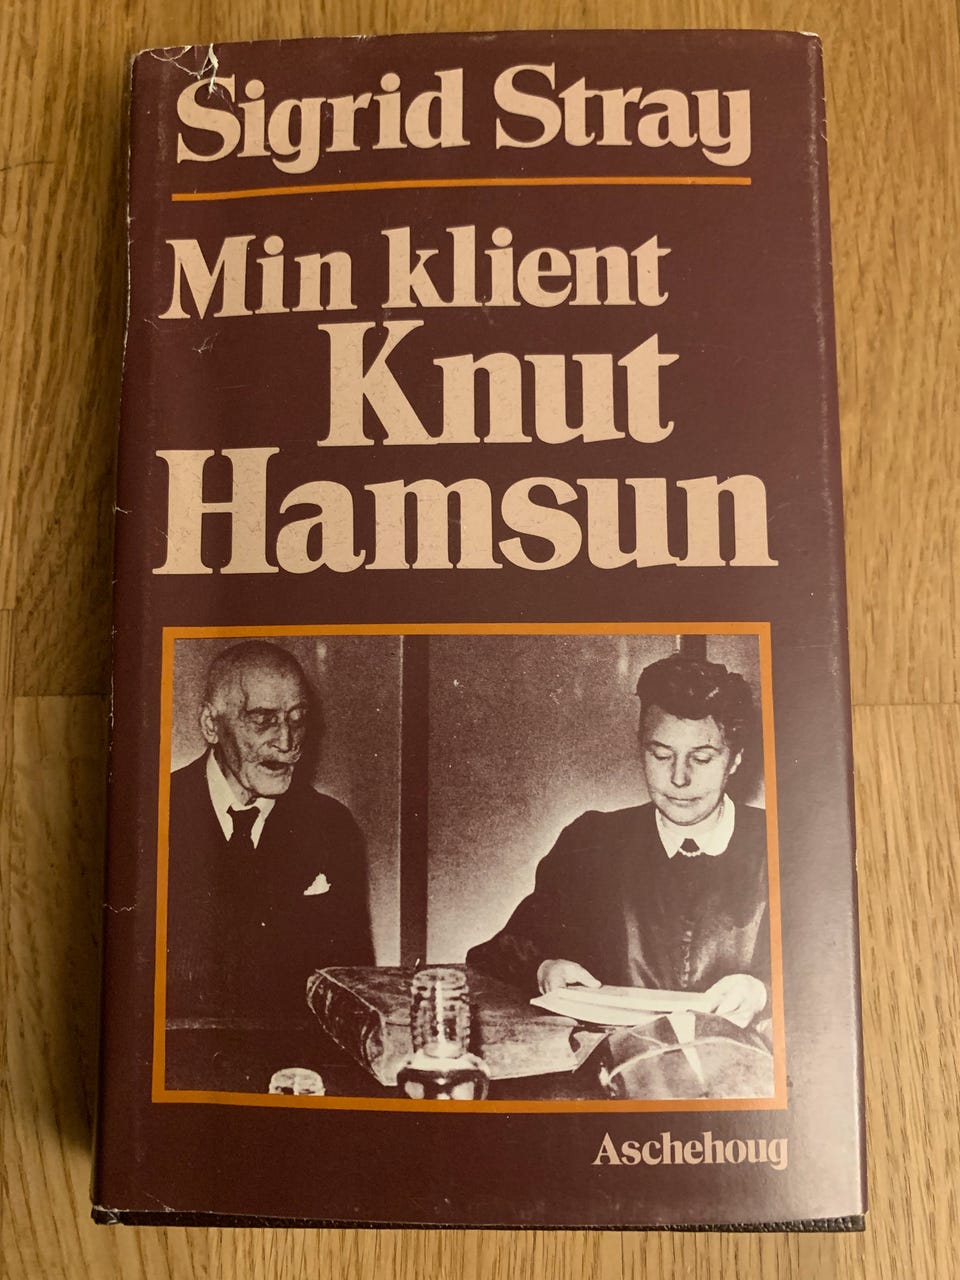 Sigrid Stray
Min klient
Knut
Hamsun
Aschehoug